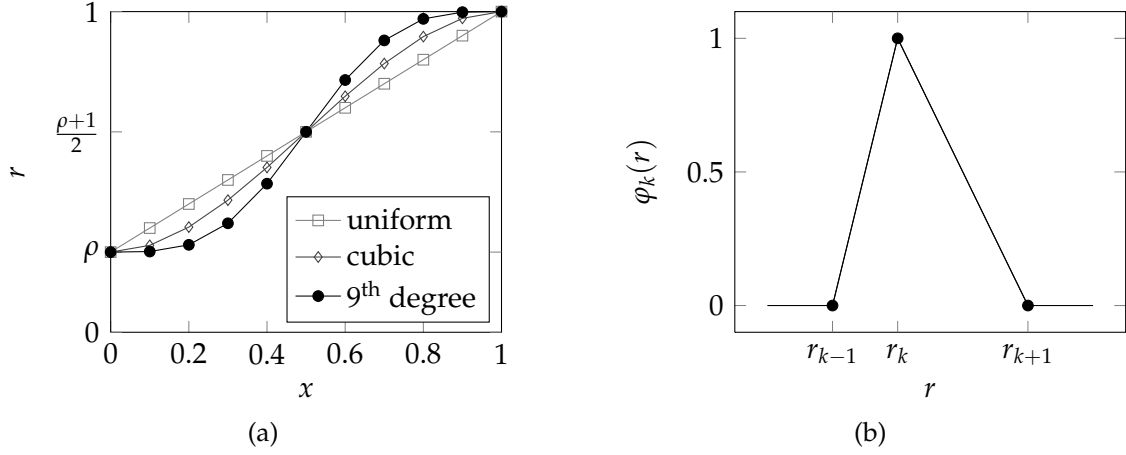 1
ρ+1
2
r
ρ
0
uniform
cubic
9th degree
0 0.2 0.4 0.6 0.8 1
x
(a)
1
0.5
0
φk(r)
rk−1 rk rk+1
r
(b)